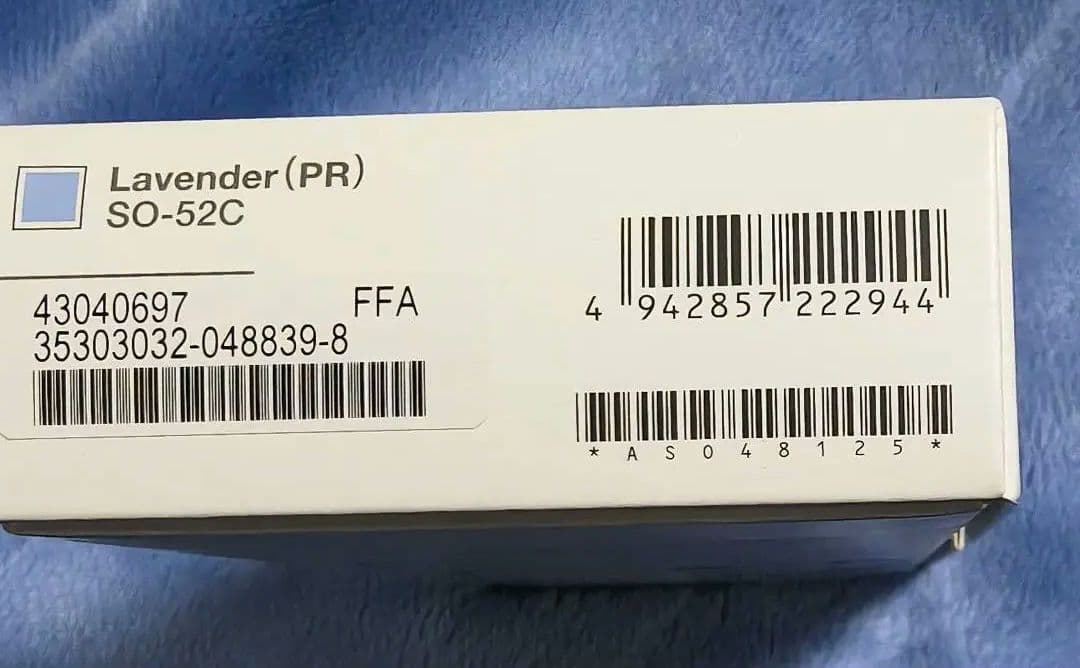 Lavender(PR)
SO-52C
43040697 FFA
35303032-048839-8
4 942857 222944
*AS048125*